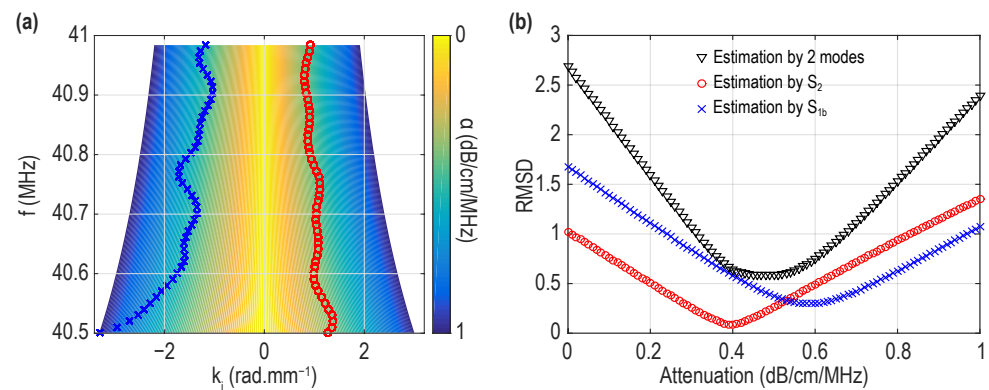 (a)
41
40.9
40.8
40.7
40.6
40.5
f (MHz)
−2
0
2
k_i (rad.mm⁻¹)
0
1
α (dB/cm/MHz)
(b)
3
2.5
2
1.5
1
0.5
0
RMSD
Estimation by 2 modes
Estimation by S₂
Estimation by S₁b
0
0.2
0.4
0.6
0.8
1
Attenuation (dB/cm/MHz)